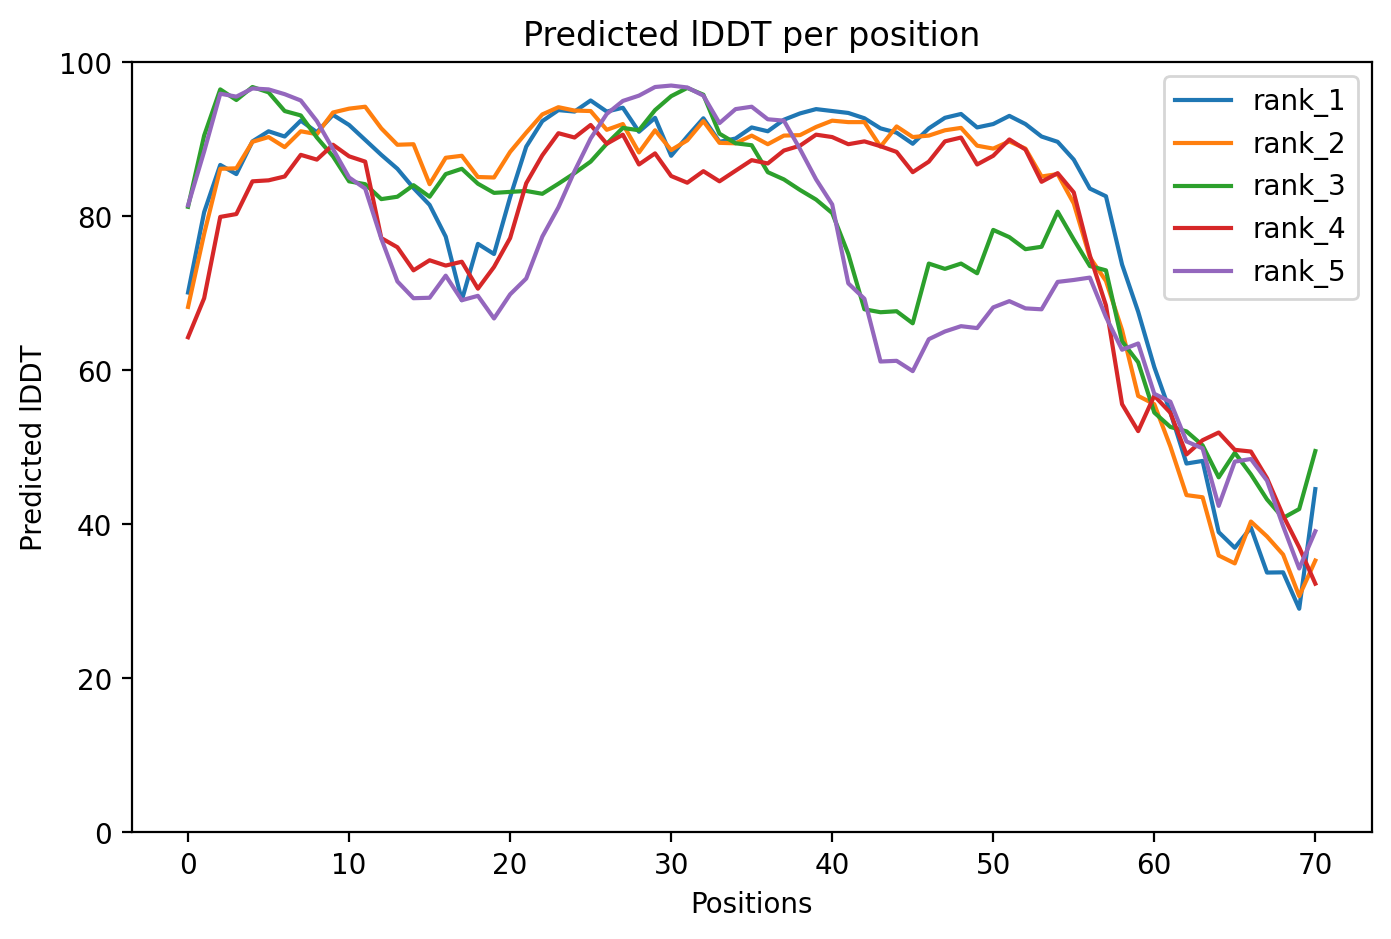 Predicted lDDT per position
100
80
60
40
20
0
Predicted lDDT
rank_1
rank_2
rank_3
rank_4
rank_5
0 10 20 30 40 50 60 70
Positions